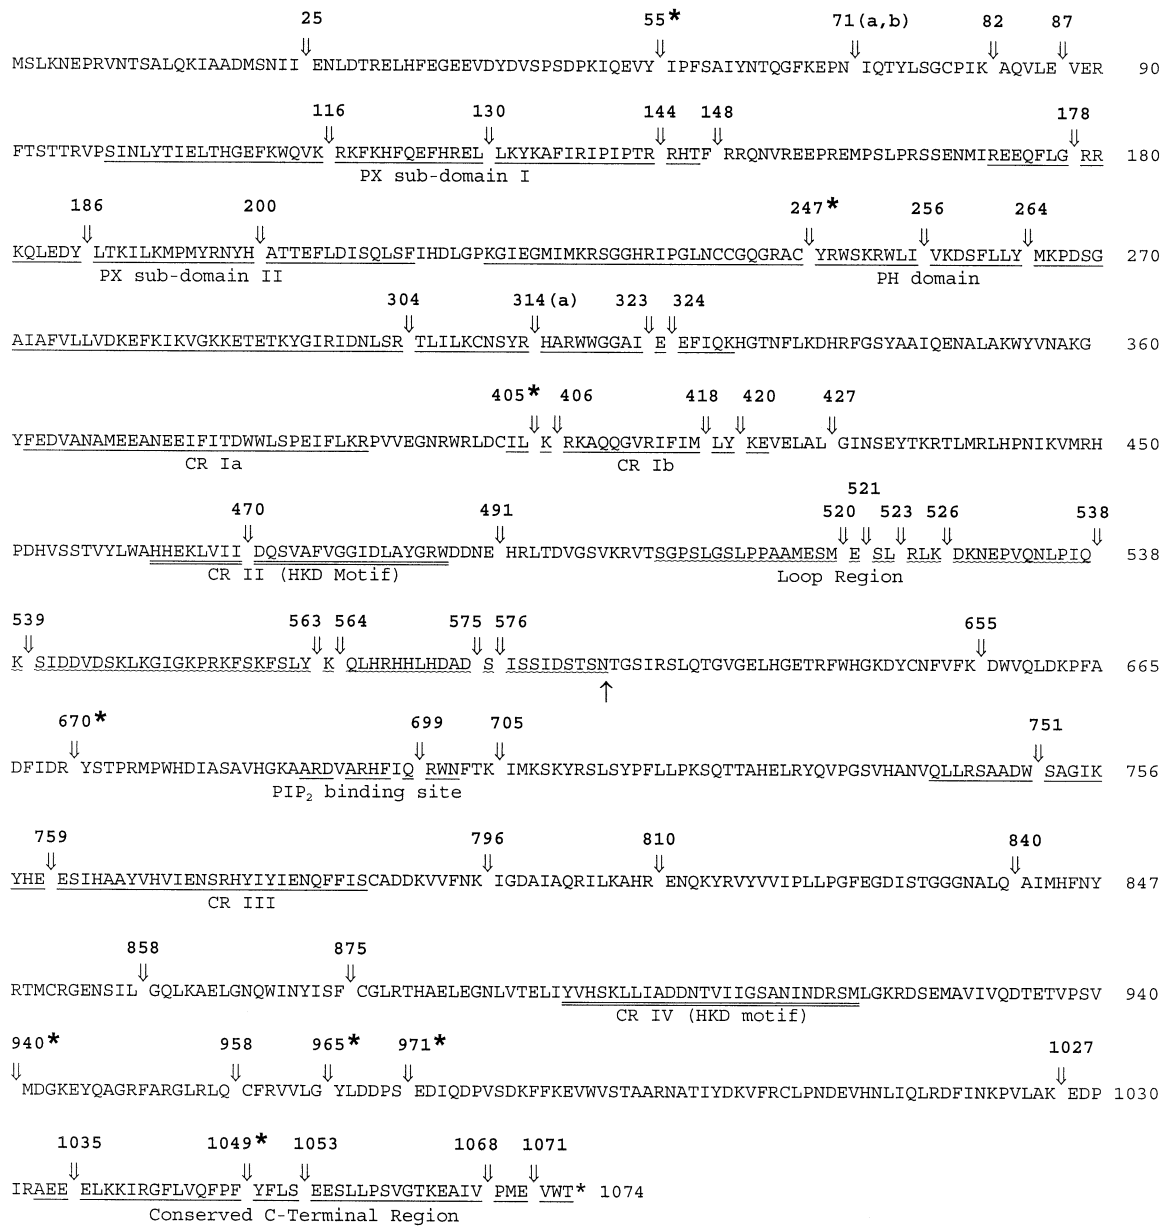 25 55* 71(a,b) 82 87
MSLKNEPRVNTSALQKIAADMSNII⇓ENLDTRELHFEGEEVDYDVSPSDPKIQEVY⇓IPFSAIYNTQGFKEPN⇓IQTYLSGCPIK⇓AQVLE⇓VER 90
116 130 144 148 178
FTSTTRVPSINLYTIELTHGEFKWQVK⇓RKFKHFQEFHREL⇓LKYKAFIRIPIPTR⇓RHTF⇓RRQNVREEPREMPSLPRSSENMIREEQFLG⇓RR 180
PX sub-domain I
186 200 247* 256 264
KQLEDY⇓LTKILKMPMYRNYH⇓ATTEFLDISQLSFIHDLGPKGIEGMIMKRSGGHRIPGLNCCGQGRAC⇓YRWSKRWLI⇓VKDSFLLY⇓MKPDSG 270
PX sub-domain II PH domain
304 314(a) 323 324
AIAFVLLVDKEFKIKVGKKETETKYGIRIDNLSR⇓TLILKCNSYR⇓HARWWGGAI⇓E⇓EFIQKHGTNFLKDHRFGSYAAIQENALAKWYVNAKG 360
405* 406 418 420 427
YFEDVANAMEEANEEIFITDWWLSPEIFLKRPVVEGNRWRLDCIL⇓K⇓RKAQQGVRIFIM⇓LY⇓KEVELAL⇓GINSEYTKRTLMRLHPNIKVMRH 450
CR Ia CR Ib
470 491 520 521 523 526 538
PDHVSSTVYLWAHHEKLVII⇓DQSVAFVGGIDLAYGRWDDNE⇓HRLTDVGSVKRVTSGPSLGSLPPAAMESM⇓E⇓SL⇓RLK⇓DKNEPVQNLPIQ⇓ 538
CR II (HKD Motif) Loop Region
539 563 564 575 576 655
K⇓SIDDVDSKLKGIGKPRKFSKFSLY⇓K⇓QLHRHHLHDAD⇓S⇓ISSIDSTSNTGSIRSLQTGVGELHGETRFWHGKDYCNFVFK⇓DWVQLDKPFA 665
↑
670* 699 705 751
DFIDR⇓YSTPRMPWHDIASAVHGKAARDVARHFIQ⇓RWNFTK⇓IMKSKYRSLSYPFLLPKSQTTAHELRYQVPGSVHANVQLLRSAADW⇓SAGIK 756
PIP2 binding site
759 796 810 840
YHE⇓ESIHAAYVHVIENSRHYIYIENQFFISCADDKVVFNK⇓IGDAIAQRILKAHR⇓ENQKYRVYVVIPLLPGFEGDISTGGGNALQ⇓AIMHFNY 847
CR III
858 875
RTMCRGENSIL⇓GQLKAELGNQWINYISF⇓CGLRTHAELEGNLVTELIYVHSKLLIADDNTVIIGSANINDRSMLGKRDSEMAVIVQDTETVPSV 940
CR IV (HKD motif)
940* 958 965* 971* 1027
⇓MDGKEYQAGRFARGLRLQ⇓CFRVVLG⇓YLDDPS⇓EDIQDPVSDKFFKEVWVSTAARNATIYDKVFRCLPNDEVHNLIQLRDFINKPVLAK⇓EDP 1030
1035 1049* 1053 1068 1071
IRAEE⇓ELKKIRGFLVQFPF⇓YFLS⇓EESLLPSVGTKEAIV⇓PME⇓VWT* 1074
Conserved C-Terminal Region